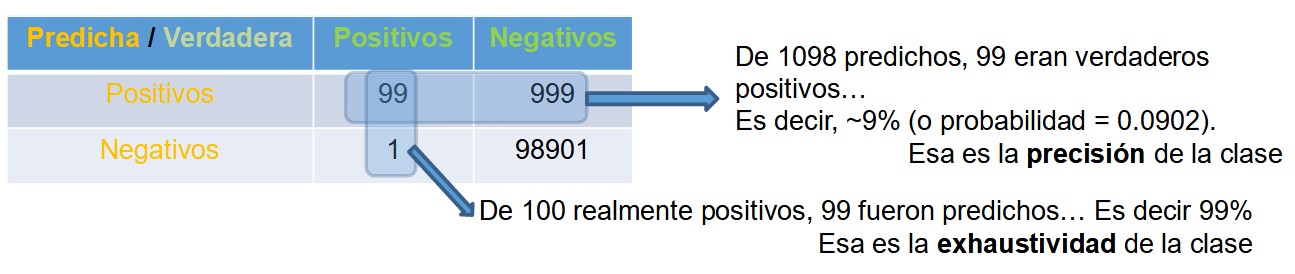 Predicha / Verdadera Positivos Negativos
Positivos 99 999
Negativos 1 98901
De 1098 predichos, 99 eran verdaderos
positivos…
Es decir, ~9% (o probabilidad = 0.0902).
Esa es la precisión de la clase
De 100 realmente positivos, 99 fueron predichos… Es decir 99%
Esa es la exhaustividad de la clase